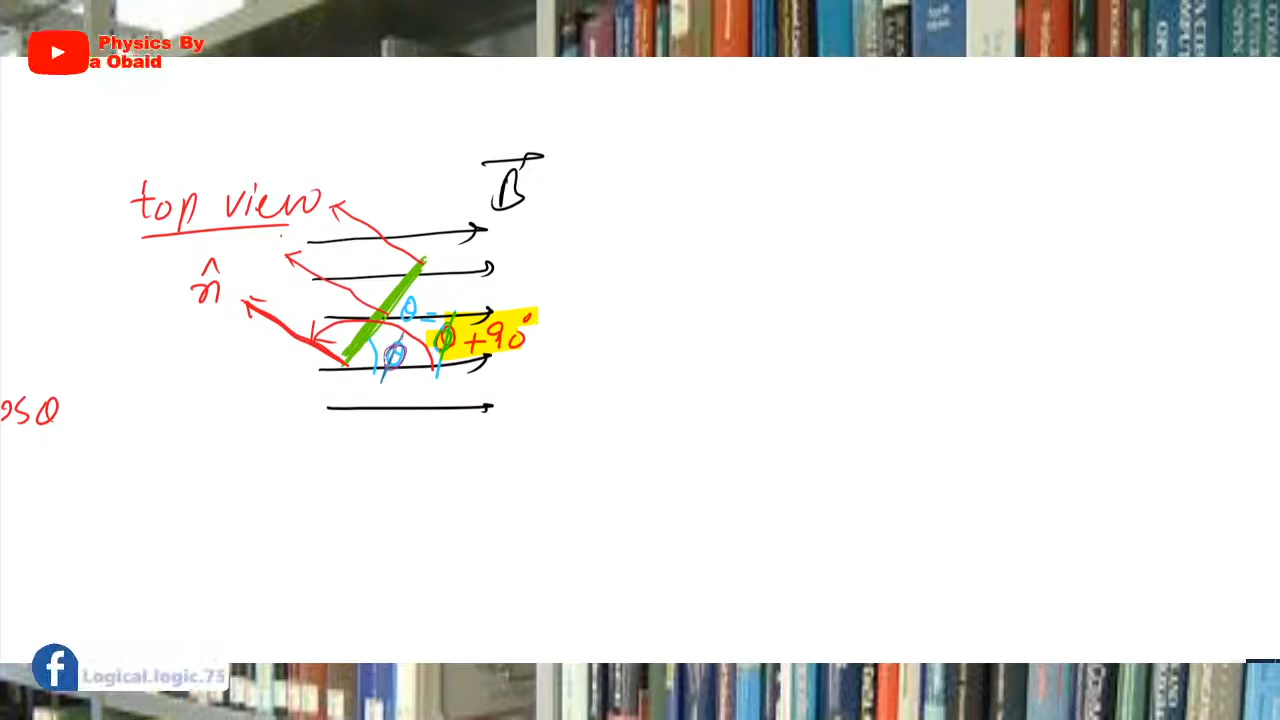 Physics By
a Obaid
B
top view
n̂
θ =
θ + 90°
θ
osθ
Logical.logic.75